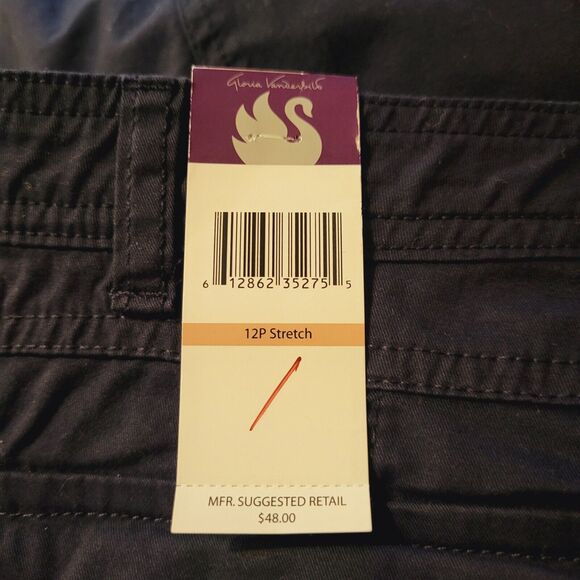 Gloria Vanderbilt
6 12862 35275 5
12P Stretch
MFR. SUGGESTED RETAIL
$48.00